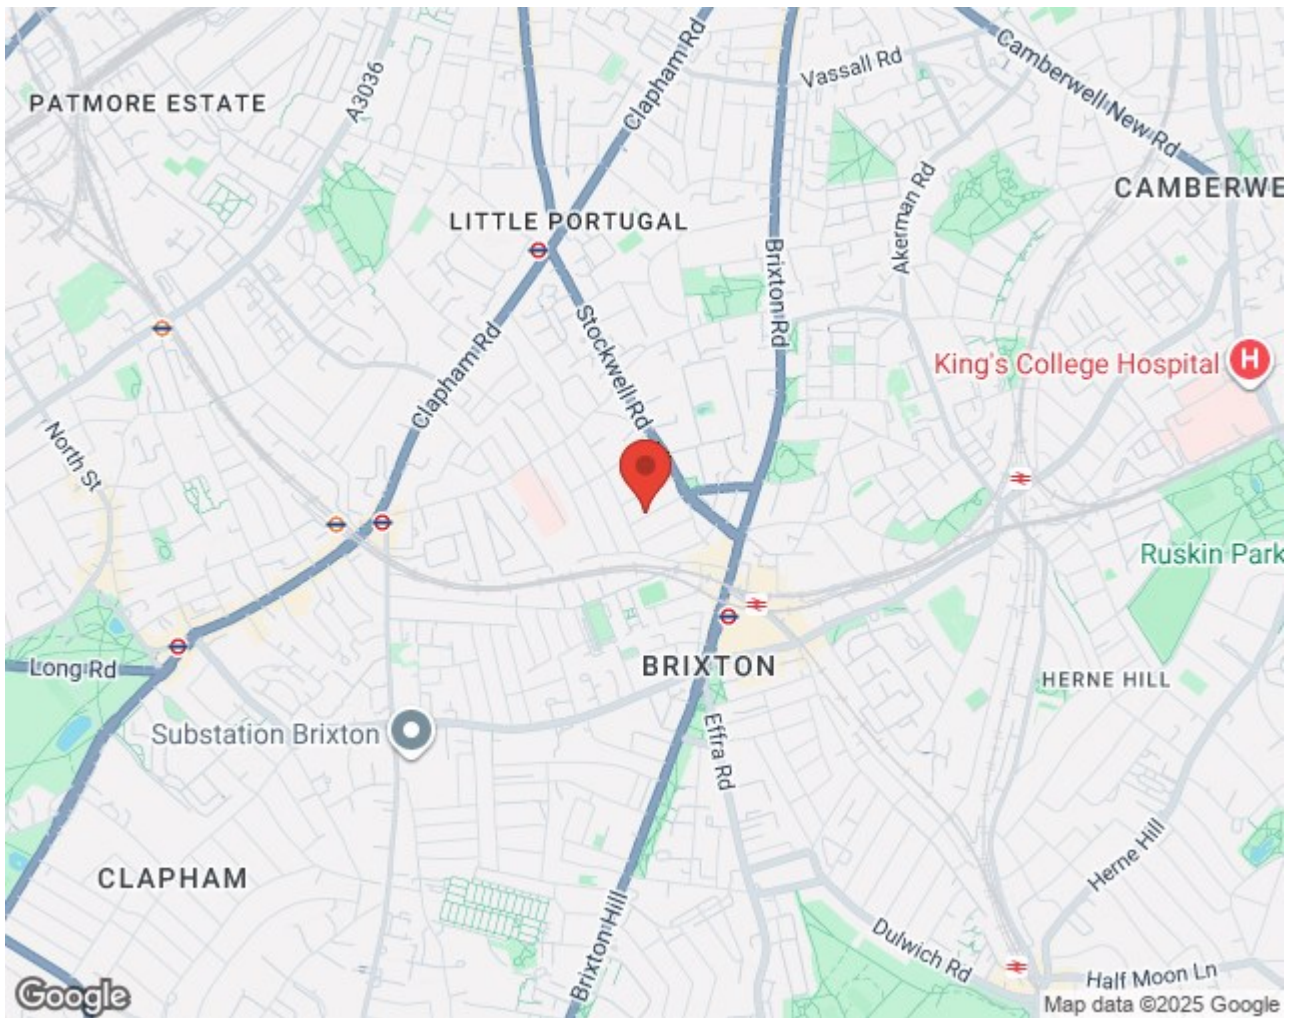 Clapham Rd
Vassall Rd
Camberwell New Rd
PATMORE ESTATE
A3036
CAMBERWE
Akerman Rd
LITTLE PORTUGAL
Brixton Rd
Stockwell Rd
Clapham Rd
King's College Hospital
H
North St
Ruskin Park
Long Rd
BRIXTON
HERNE HILL
Substation Brixton
Effra Rd
CLAPHAM
Herne Hill
Brixton Hill
Dulwich Rd
Half Moon Ln
Google
Map data ©2025 Google